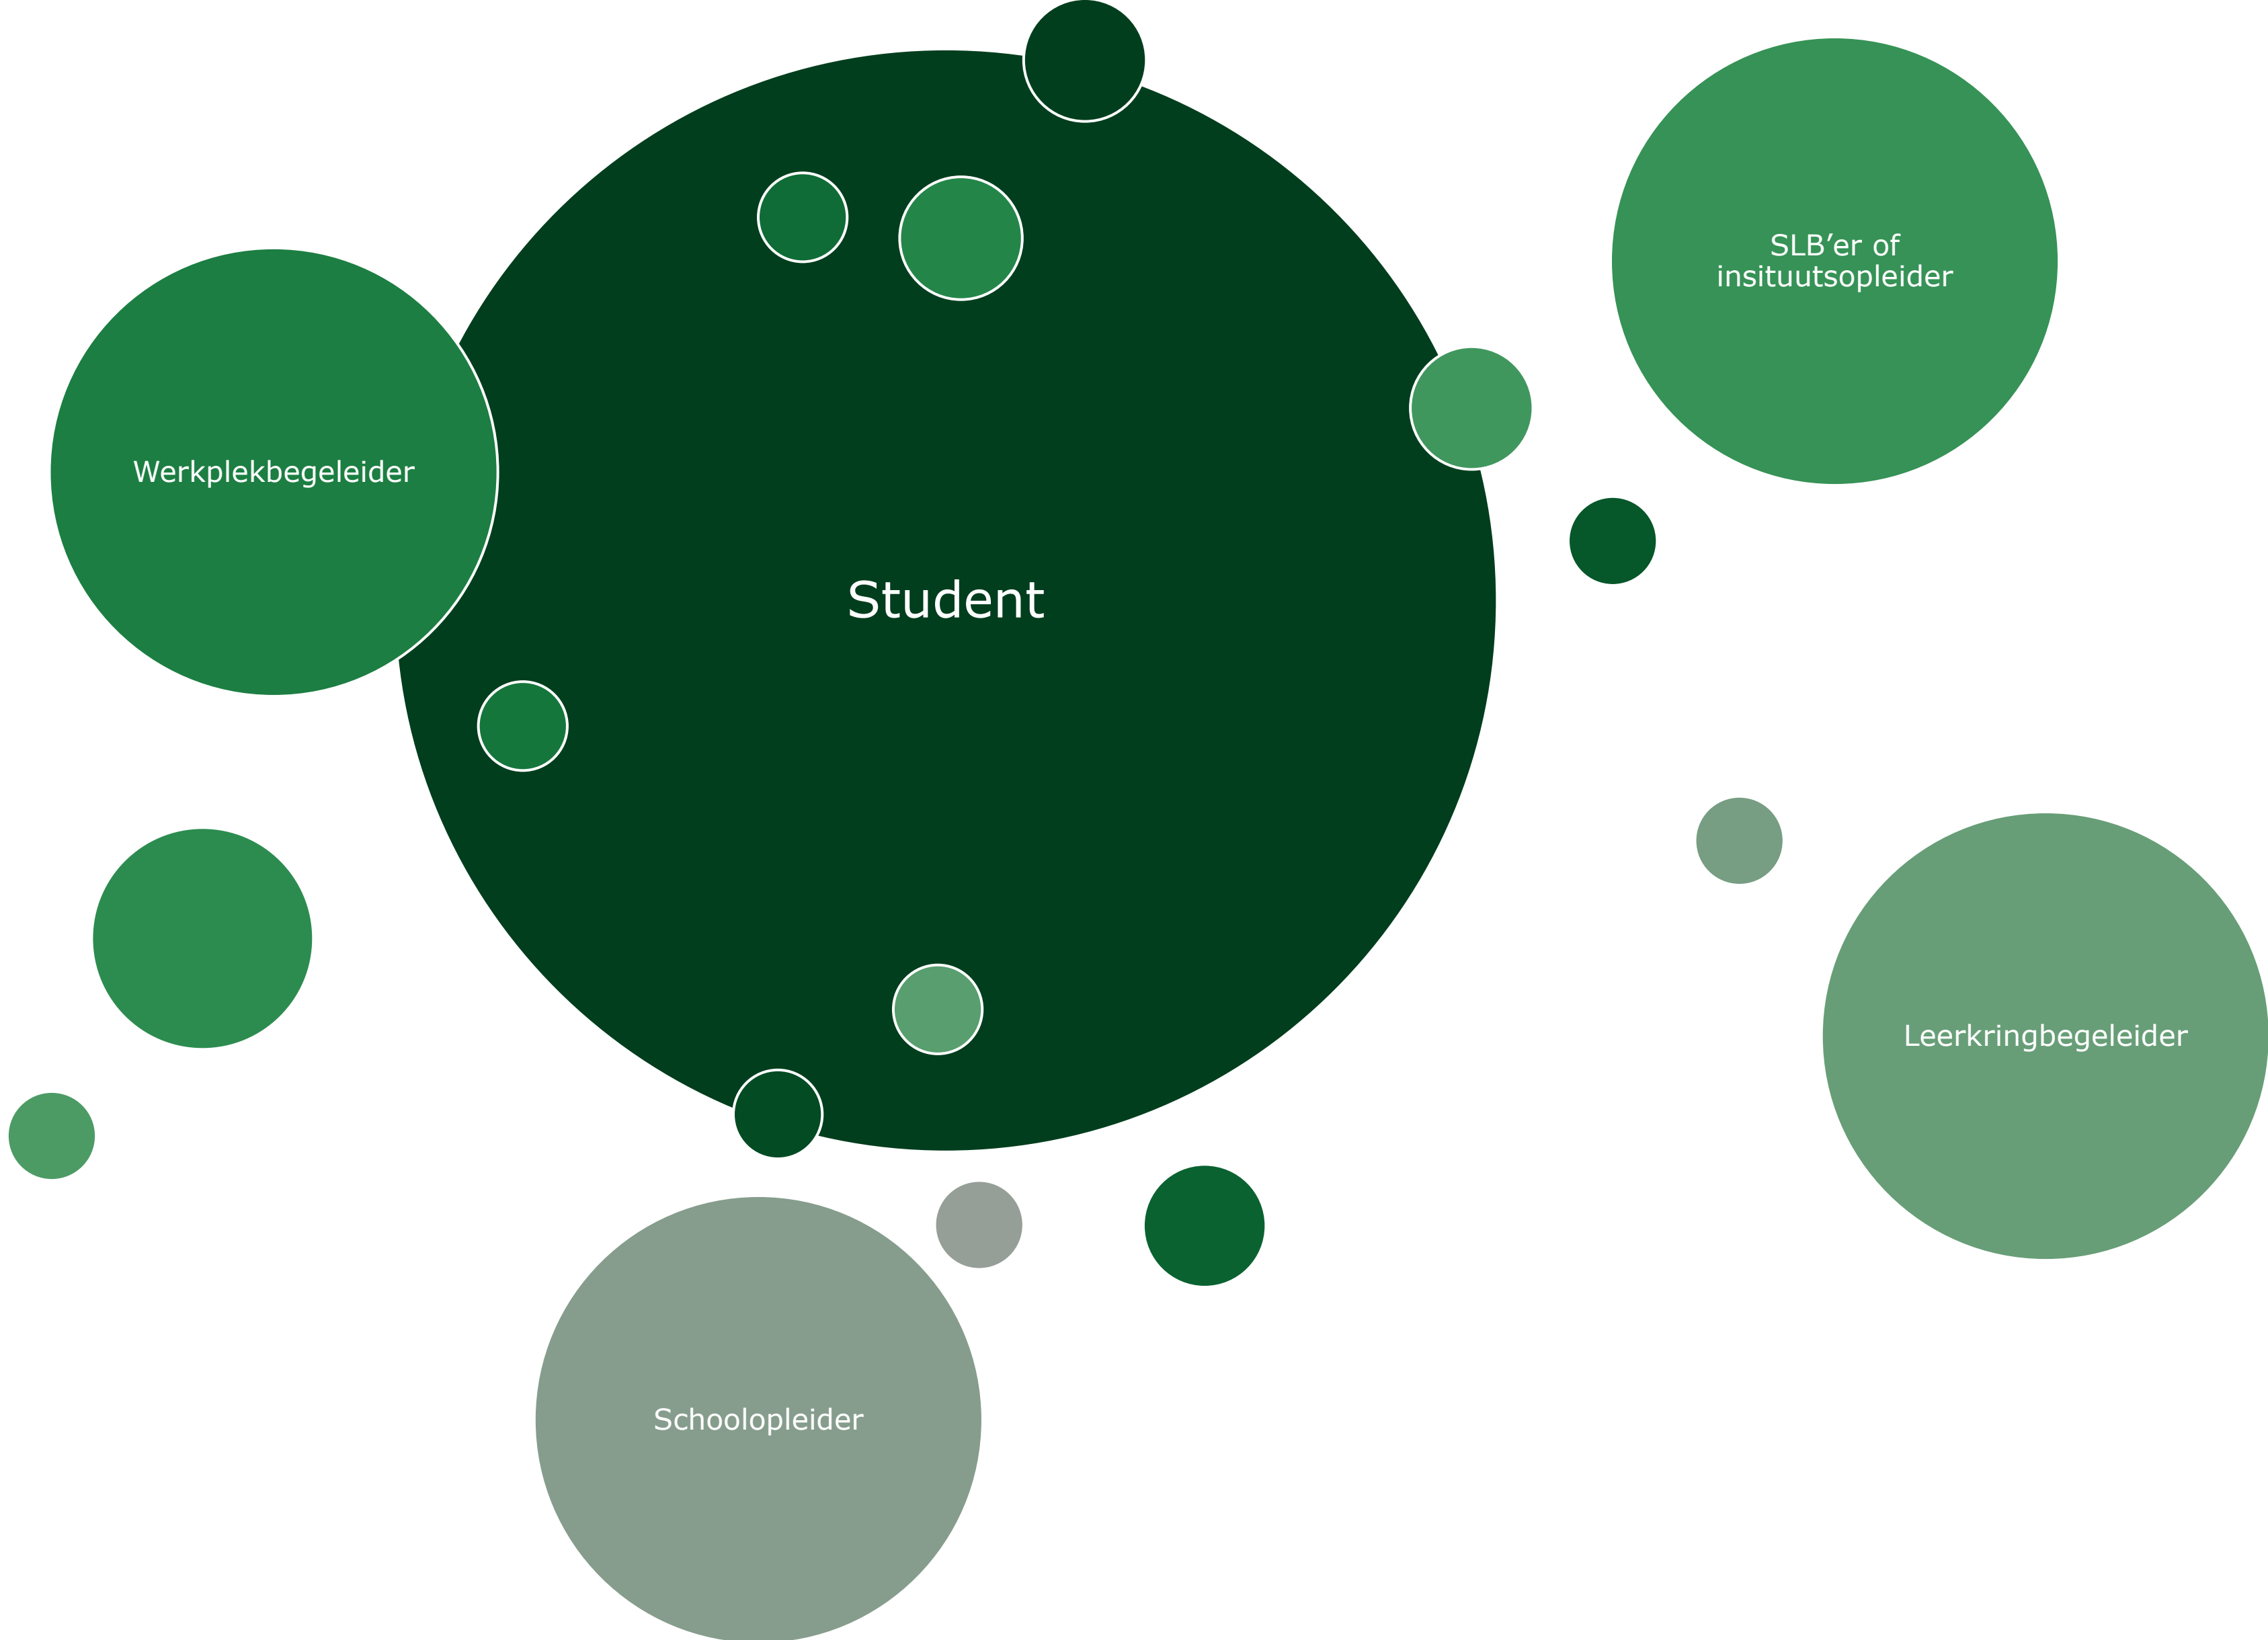 SLB’er of
insituutsopleider
Werkplekbegeleider
Student
Leerkringbegeleider
Schoolopleider